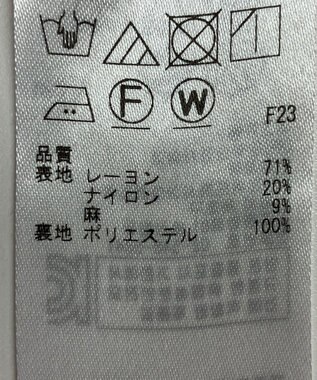 F W F23
品質
表地 レーヨン 71%
ナイロン 20%
麻 9%
裏地 ポリエステル 100%